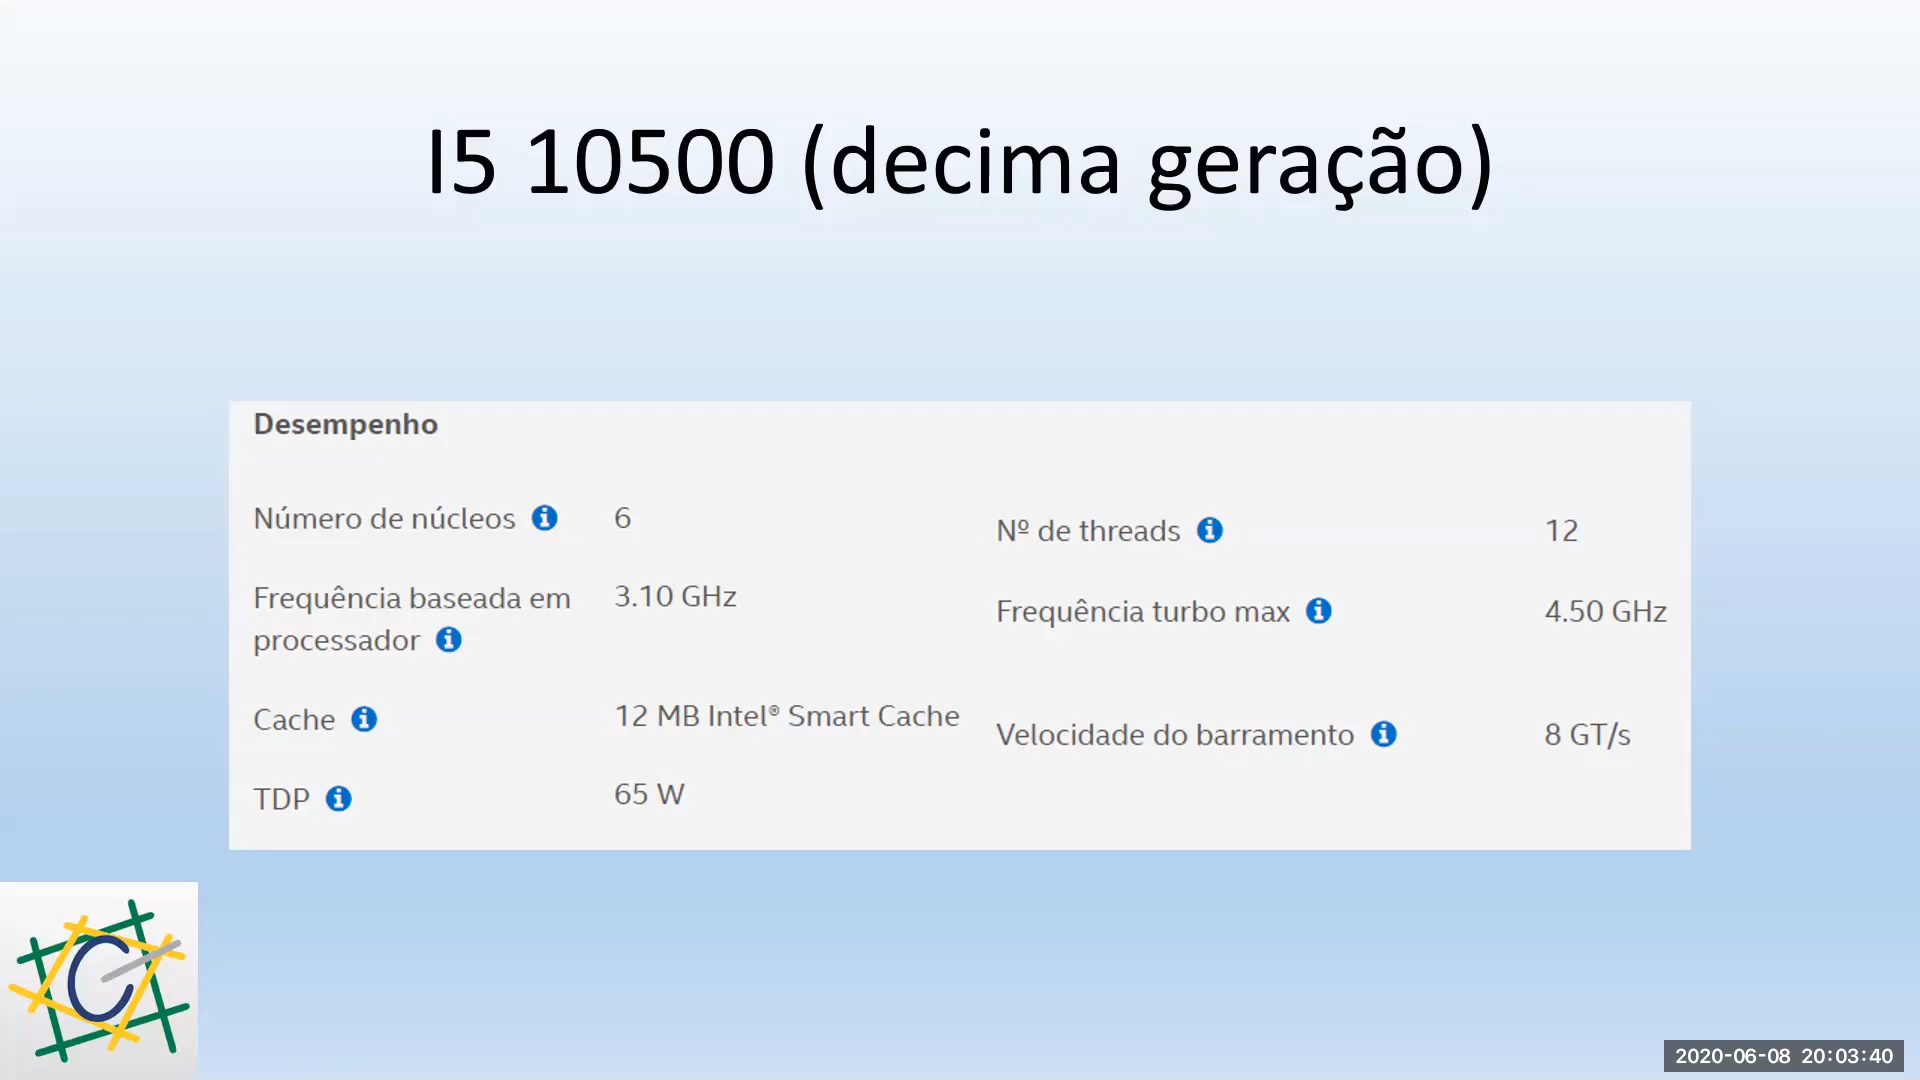 I5 10500 (decima geração)
Desempenho
Número de núcleos 6
Nº de threads 12
Frequência baseada em
processador
3.10 GHz
Frequência turbo max 4.50 GHz
Cache 12 MB Intel® Smart Cache
Velocidade do barramento 8 GT/s
TDP 65 W
2020-06-08 20:03:40